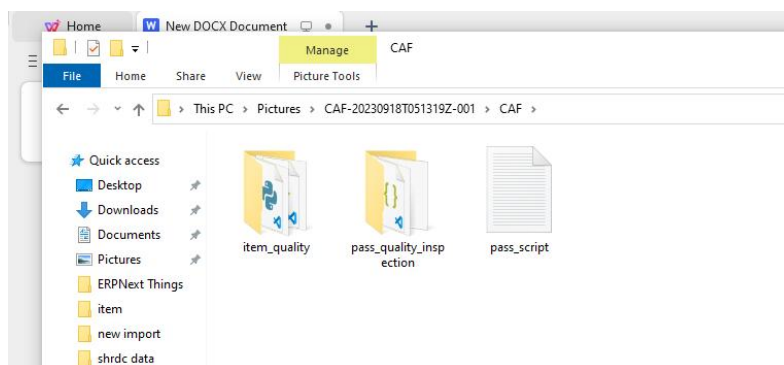 Home
W New DOCX Document
+
Manage
CAF
File
Home
Share
View
Picture Tools
This PC > Pictures > CAF-20230918T051319Z-001 > CAF >
Quick access
Desktop
Downloads
Documents
Pictures
ERPNext Things
item
new import
shrdc data
item_quality
pass_quality_insp
ection
pass_script